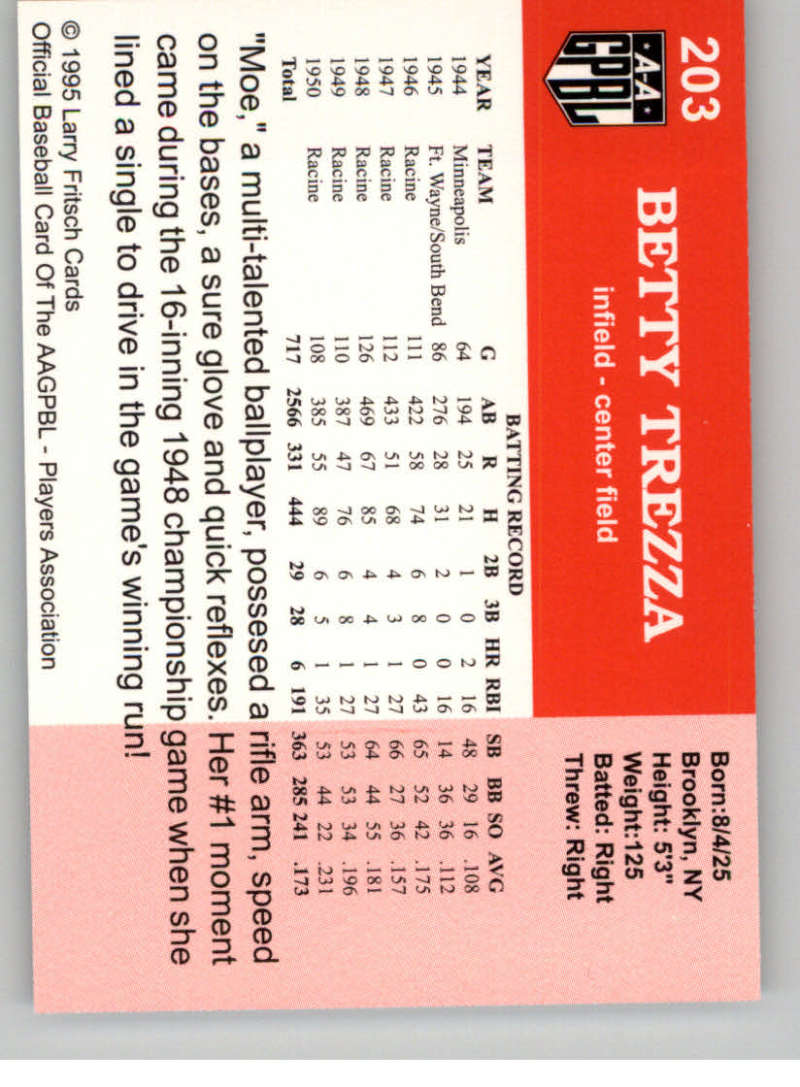 203
A-A
GPBL
BETTY TREZZA
infield - center field
Born:8/4/25
Brooklyn, NY
Height: 5'3"
Weight:125
Batted: Right
Threw: Right
BATTING RECORD
YEAR TEAM G AB R H 2B 3B HR RBI SB BB SO AVG
1944 Minneapolis 64 194 25 21 1 0 2 16 48 29 16 .108
1945 Ft. Wayne/South Bend 86 276 28 31 2 0 0 16 14 36 36 .112
1946 Racine 111 422 58 74 6 8 0 43 65 52 42 .175
1947 Racine 112 433 51 68 4 3 1 27 66 27 36 .157
1948 Racine 126 469 67 85 4 4 1 27 64 44 55 .181
1949 Racine 110 387 47 76 6 8 1 27 53 53 34 .196
1950 Racine 108 385 55 89 6 5 1 35 53 44 22 .231
Total 717 2566 331 444 29 28 6 191 363 285 241 .173
"Moe," a multi-talented ballplayer, possesed a rifle arm, speed
on the bases, a sure glove and quick reflexes. Her #1 moment
came during the 16-inning 1948 championship game when she
lined a single to drive in the game's winning run!
© 1995 Larry Fritsch Cards
Official Baseball Card Of The AAGPBL - Players Association